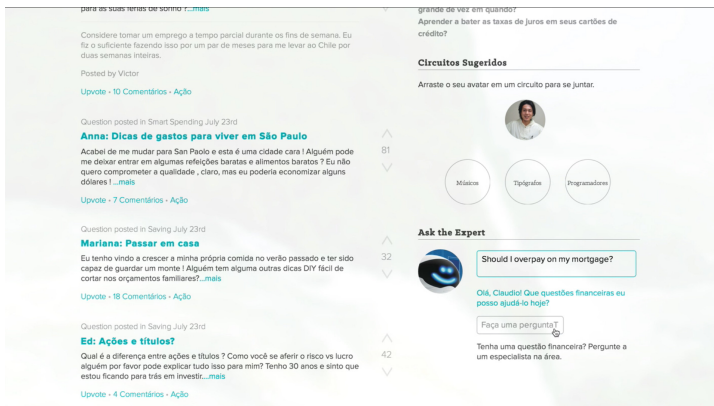 para as suas férias de sonho ?...mais
Considere tomar um emprego a tempo parcial durante os fins de semana. Eu
fiz o suficiente fazendo isso por um par de meses para me levar ao Chile por
duas semanas inteiras.
Posted by Victor
Upvote • 10 Comentários • Ação
Question posted in Smart Spending July 23rd
Anna: Dicas de gastos para viver em São Paulo
Acabei de me mudar para San Paolo e esta é uma cidade cara ! Alguém pode
me deixar entrar em algumas refeições baratas e alimentos baratos ? Eu não
quero comprometer a qualidade , claro, mas eu poderia economizar alguns
dólares ! ...mais
81
Upvote • 7 Comentários • Ação
Question posted in Saving July 23rd
Mariana: Passar em casa
Eu tenho vindo a crescer a minha própria comida no verão passado e ter sido
capaz de guardar um monte ! Alguém tem alguma outras dicas DIY fácil de
cortar nos orçamentos familiares?...mais
32
Upvote • 18 Comentários • Ação
Question posted in Saving July 23rd
Ed: Ações e títulos?
Qual é a diferença entre ações e títulos ? Como você se aferir o risco vs lucro
alguém por favor pode explicar tudo isso para mim? Tenho 30 anos e sinto que
estou ficando para trás em investir....mais
42
Upvote • 4 Comentários • Ação
grande de vez em quando?
Aprender a bater as taxas de juros em seus cartões de
crédito?
Circuitos Sugeridos
Arraste o seu avatar em um circuito para se juntar.
Músicos
Tipógrafos
Programadores
Ask the Expert
Should I overpay on my mortgage?
Olá, Claudio! Que questões financeiras eu
posso ajudá-lo hoje?
Faça uma perguntaT
Tenha uma questão financeira? Pergunte a
um especialista na área.